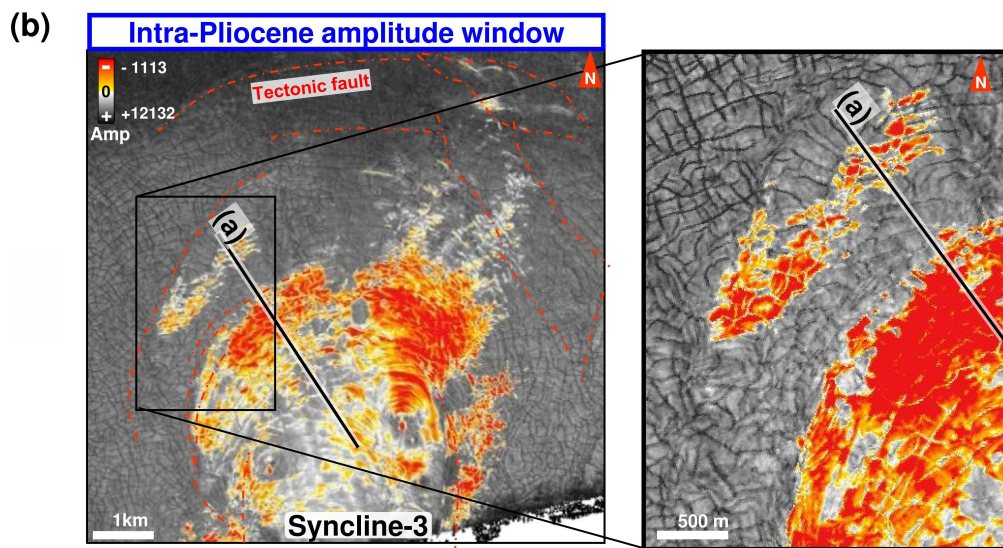 (b)
Intra-Pliocene amplitude window
- - 1113
0
+ +12132
Amp
Tectonic fault
N
(a)
1km
Syncline-3
N
(a)
500 m